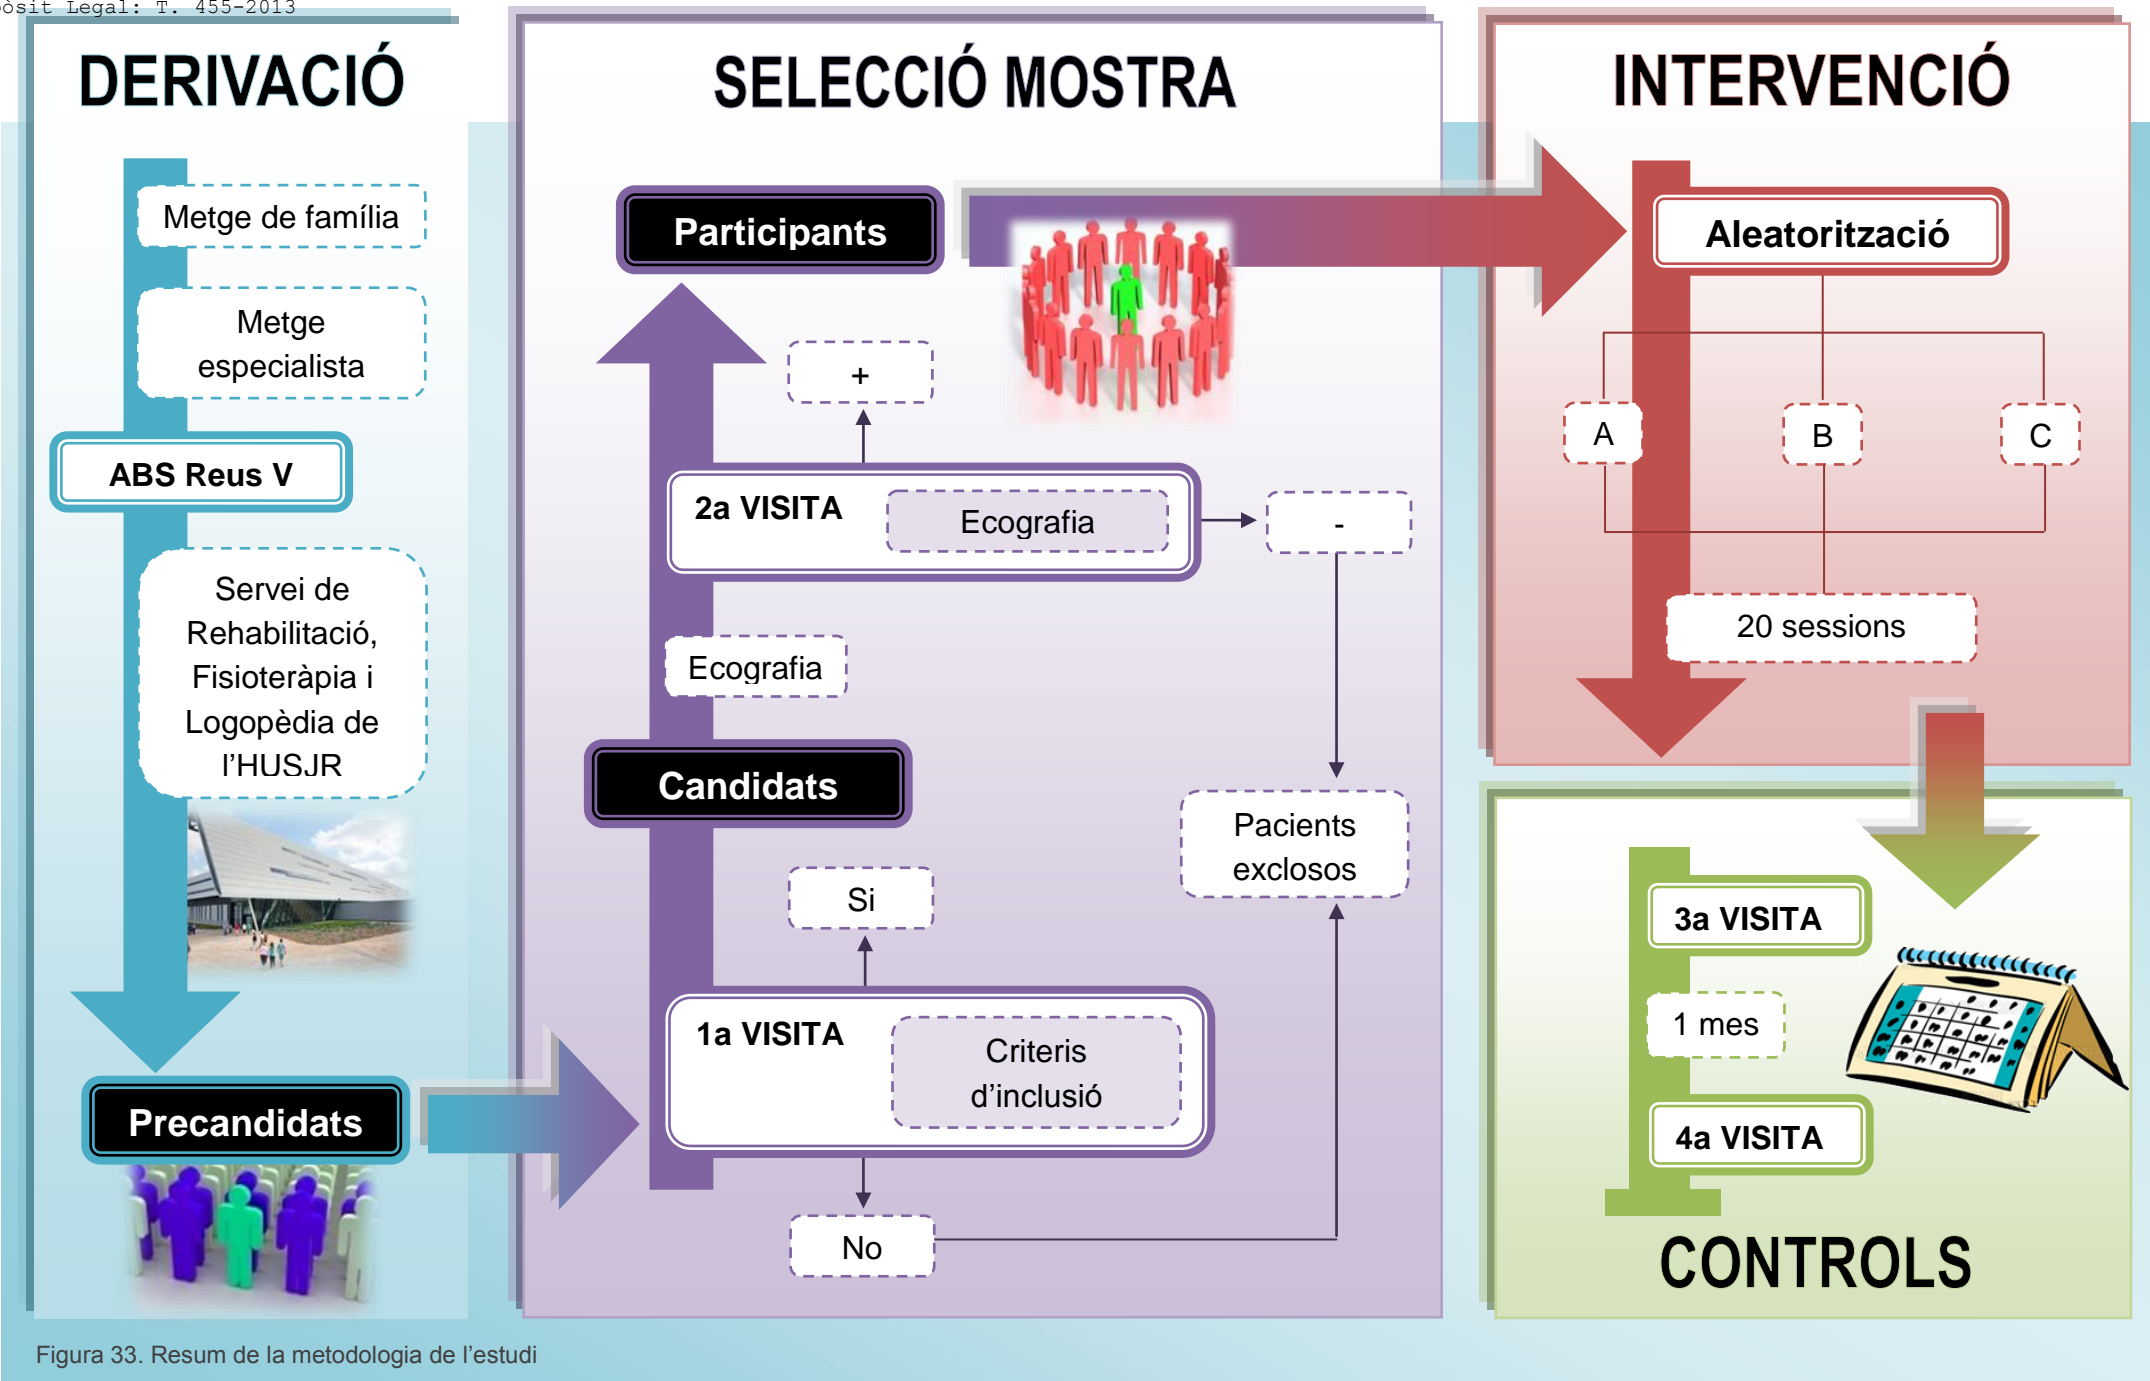 Legal: T. 455-2013
DERIVACIÓ
Metge de família
Metge
especialista
ABS Reus V
Servei de
Rehabilitació,
Fisioteràpia i
Logopèdia de
l'HUSJR
Precandidats
SELECCIÓ MOSTRA
Participants
+
2a VISITA
Ecografia
-
Ecografia
Candidats
Pacients
exclosos
Si
1a VISITA
Criteris
d'inclusió
No
INTERVENCIÓ
Aleatorització
A
B
C
20 sessions
3a VISITA
1 mes
4a VISITA
CONTROLS
Figura 33. Resum de la metodologia de l'estudi